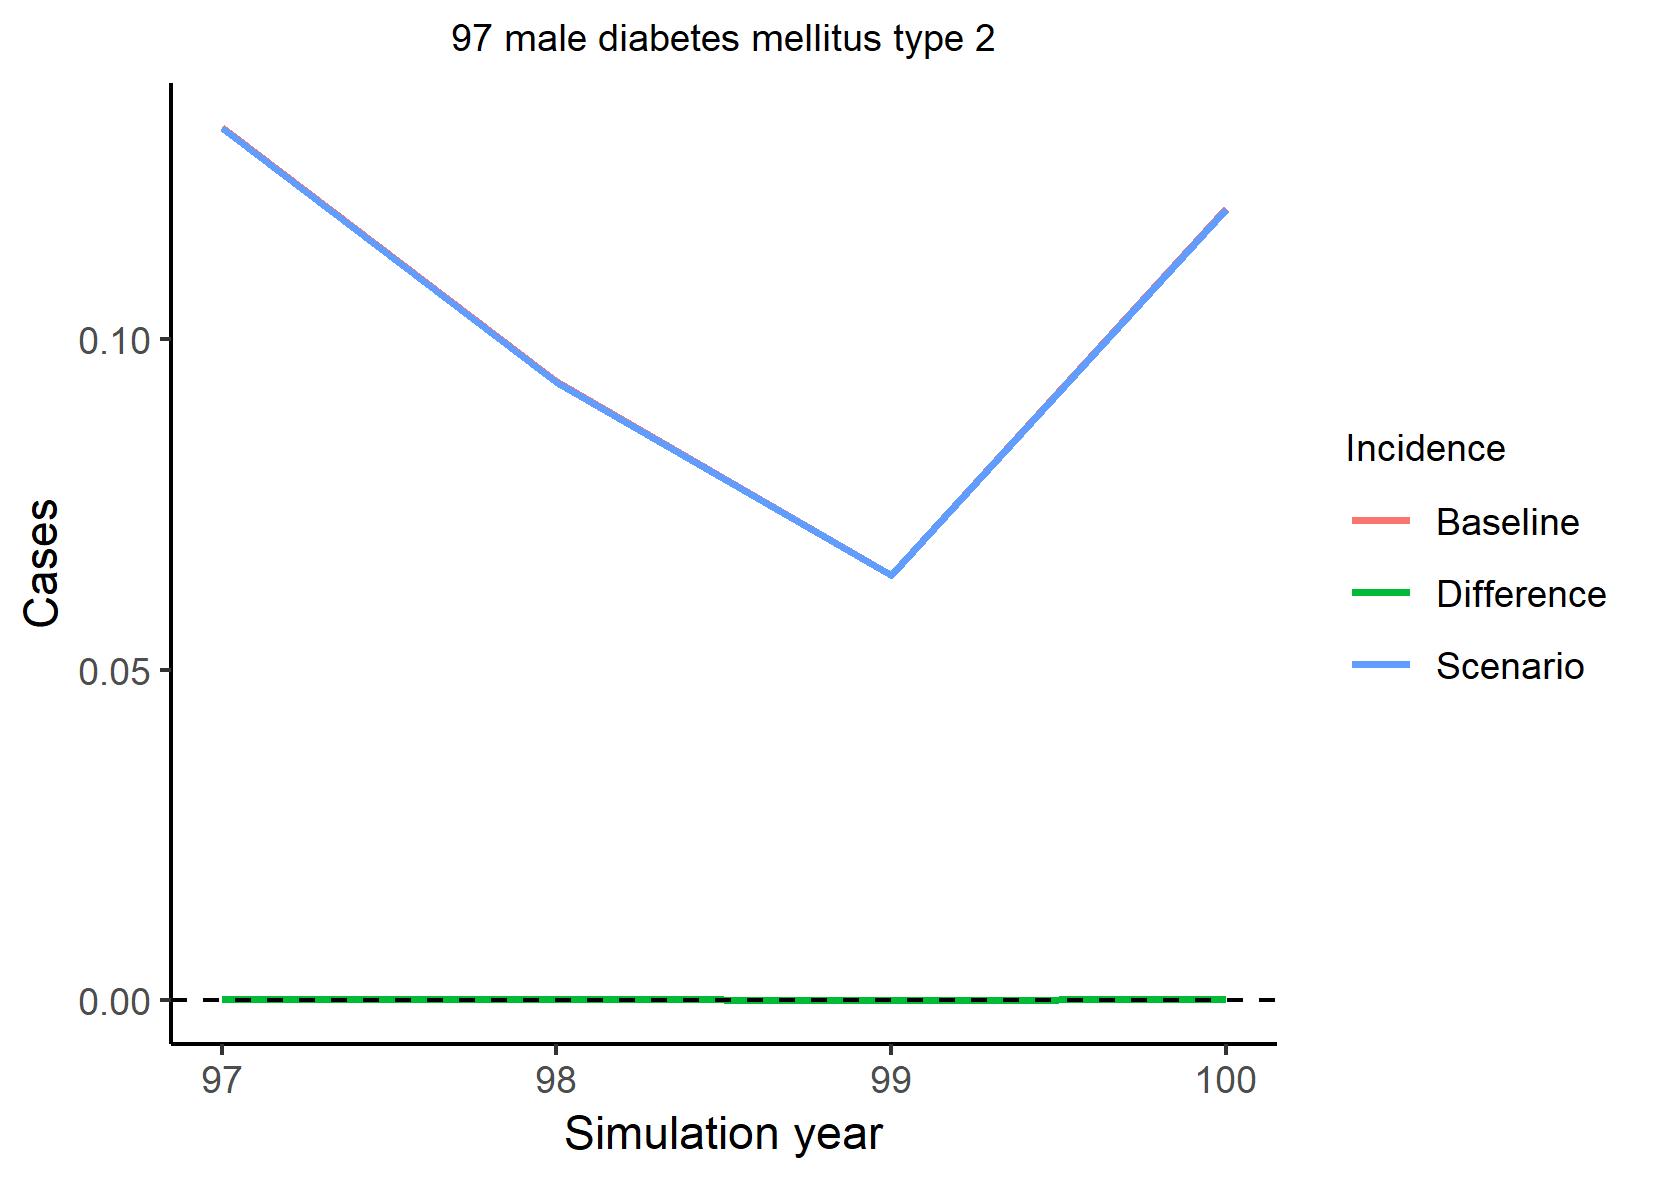 97 male diabetes mellitus type 2
Cases
0.10
0.05
0.00
97 98 99 100
Simulation year
Incidence
Baseline
Difference
Scenario